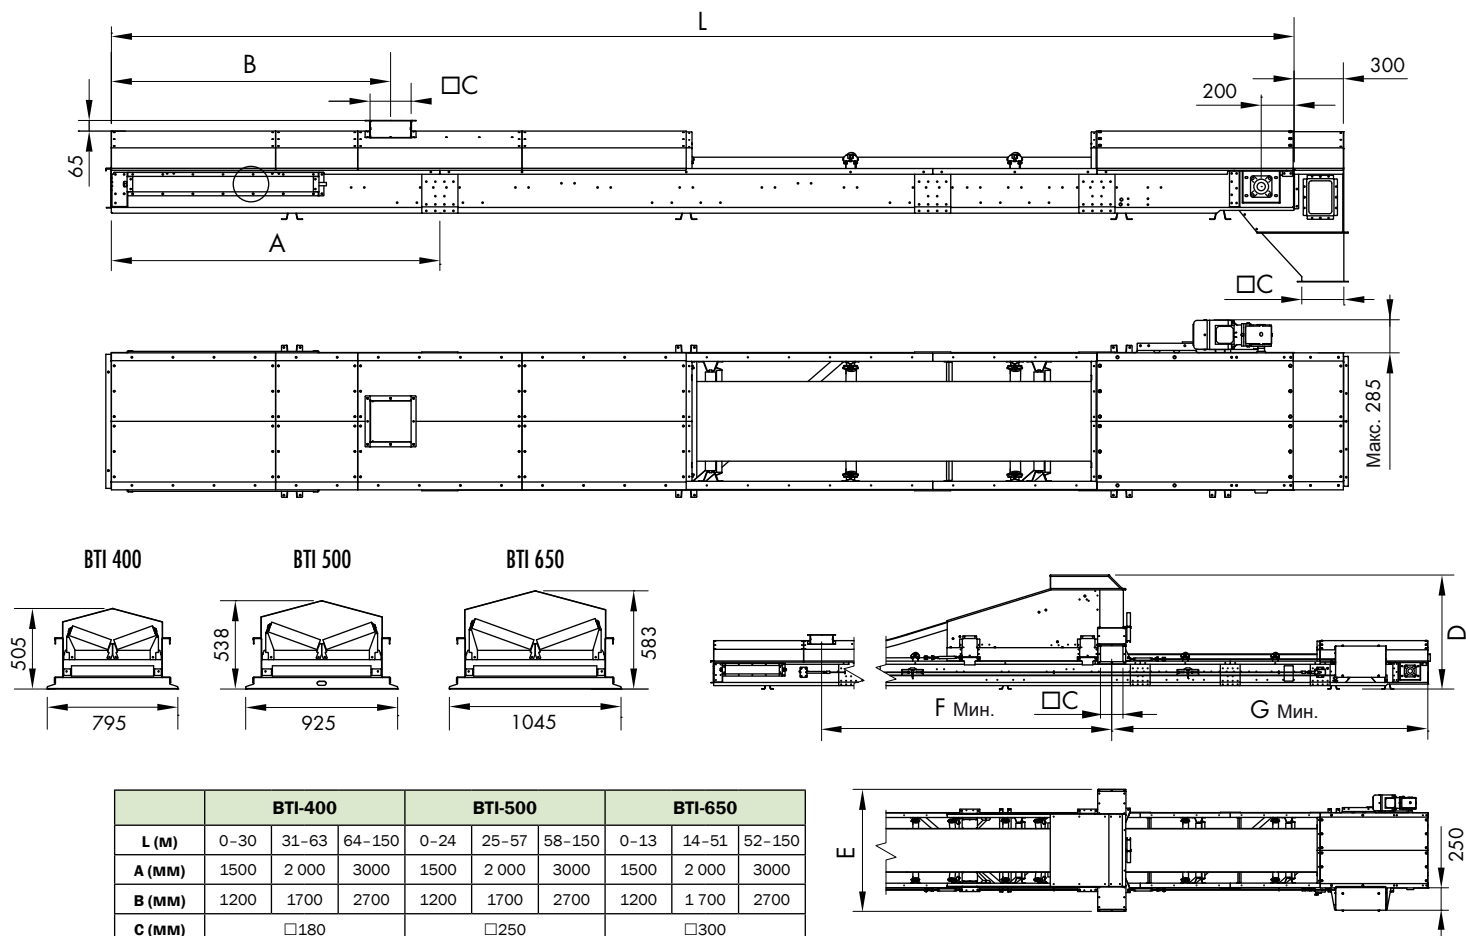 L
B
□C
300
200
65
A
□C
Макс. 285
BTI 400
BTI 500
BTI 650
505
795
538
925
583
1045
D
F Мин.
□C
G Мин.
E
250
BTI-400 BTI-500 BTI-650
L (м) 0–30 31–63 64–150 0–24 25–57 58–150 0–13 14–51 52–150
A (мм) 1500 2 000 3000 1500 2 000 3000 1500 2 000 3000
B (мм) 1200 1700 2700 1200 1700 2700 1200 1 700 2700
C (мм) □180 □250 □300